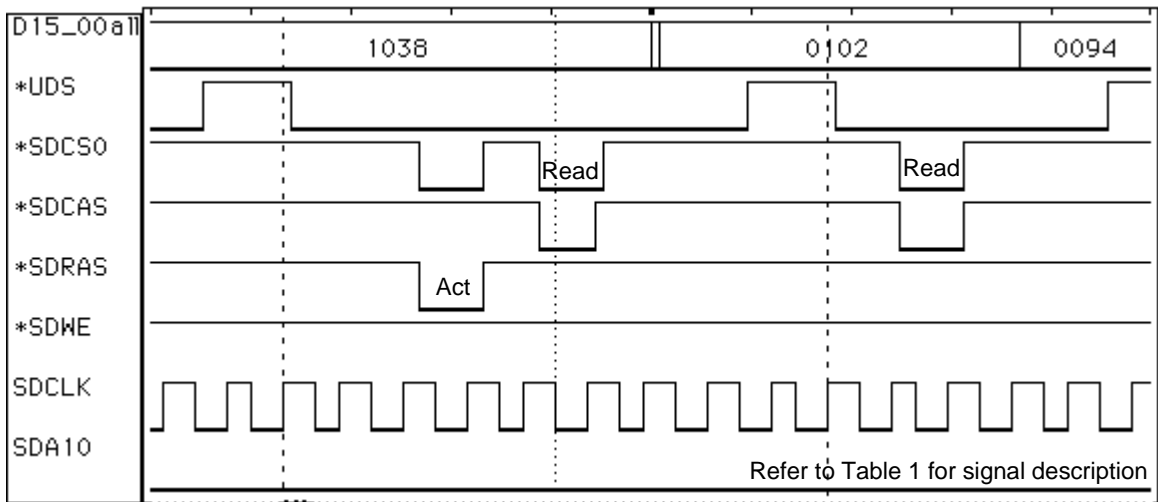 D15_00all
1038 0102 0094
*UDS
*SDCS0
Read Read
*SDCAS
*SDRAS
Act
*SDWE
SDCLK
SDA10
Refer to Table 1 for signal description